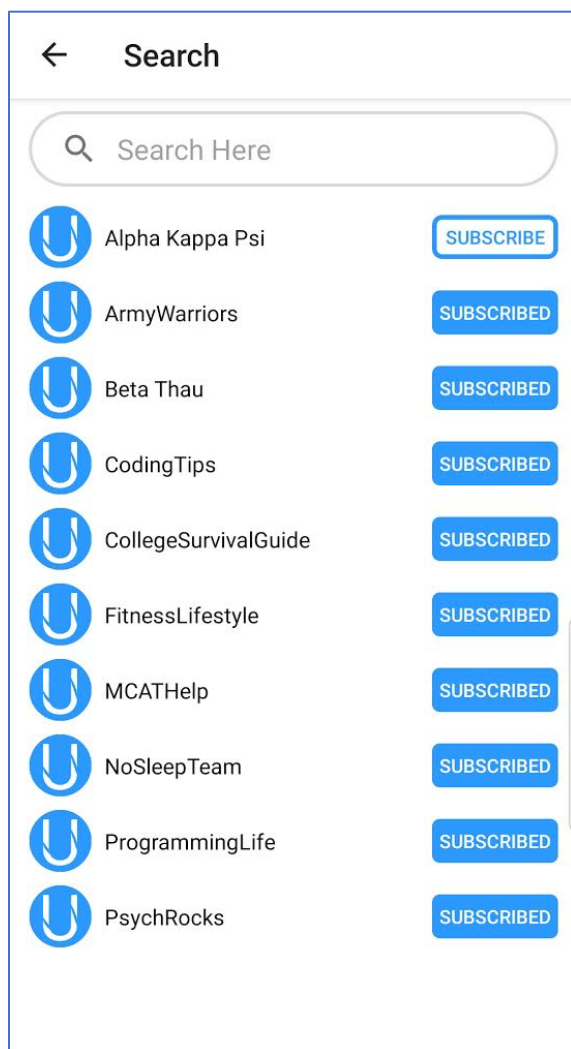 Search
Search Here
Alpha Kappa Psi SUBSCRIBE
ArmyWarriors SUBSCRIBED
Beta Thau SUBSCRIBED
CodingTips SUBSCRIBED
CollegeSurvivalGuide SUBSCRIBED
FitnessLifestyle SUBSCRIBED
MCATHelp SUBSCRIBED
NoSleepTeam SUBSCRIBED
ProgrammingLife SUBSCRIBED
PsychRocks SUBSCRIBED